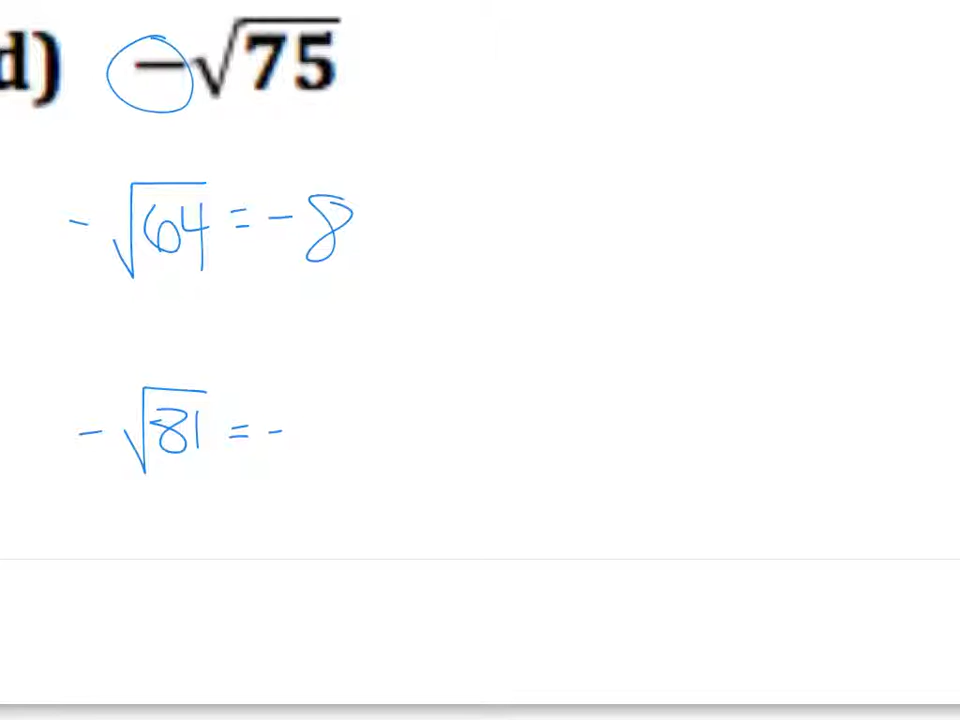 d) −√75
- √64 = - 8
- √81 = -